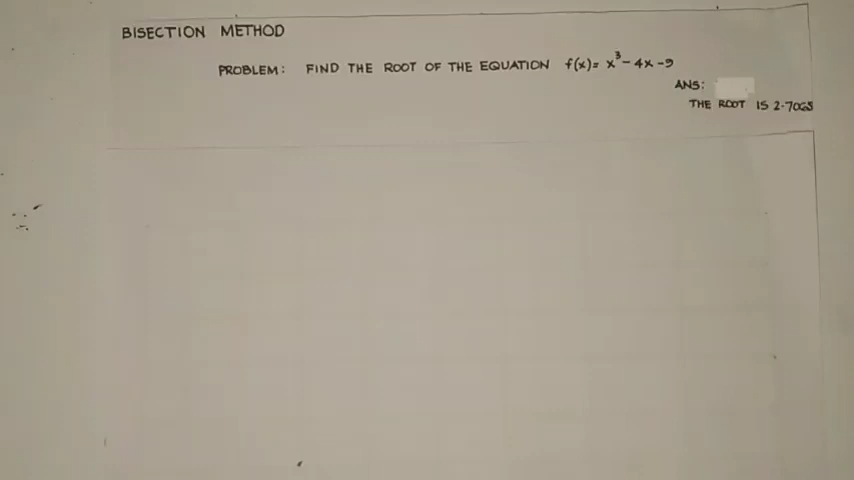 BISECTION METHOD
PROBLEM: FIND THE ROOT OF THE EQUATION f(x)= x³-4x-9
ANS:
THE ROOT IS 2.7065